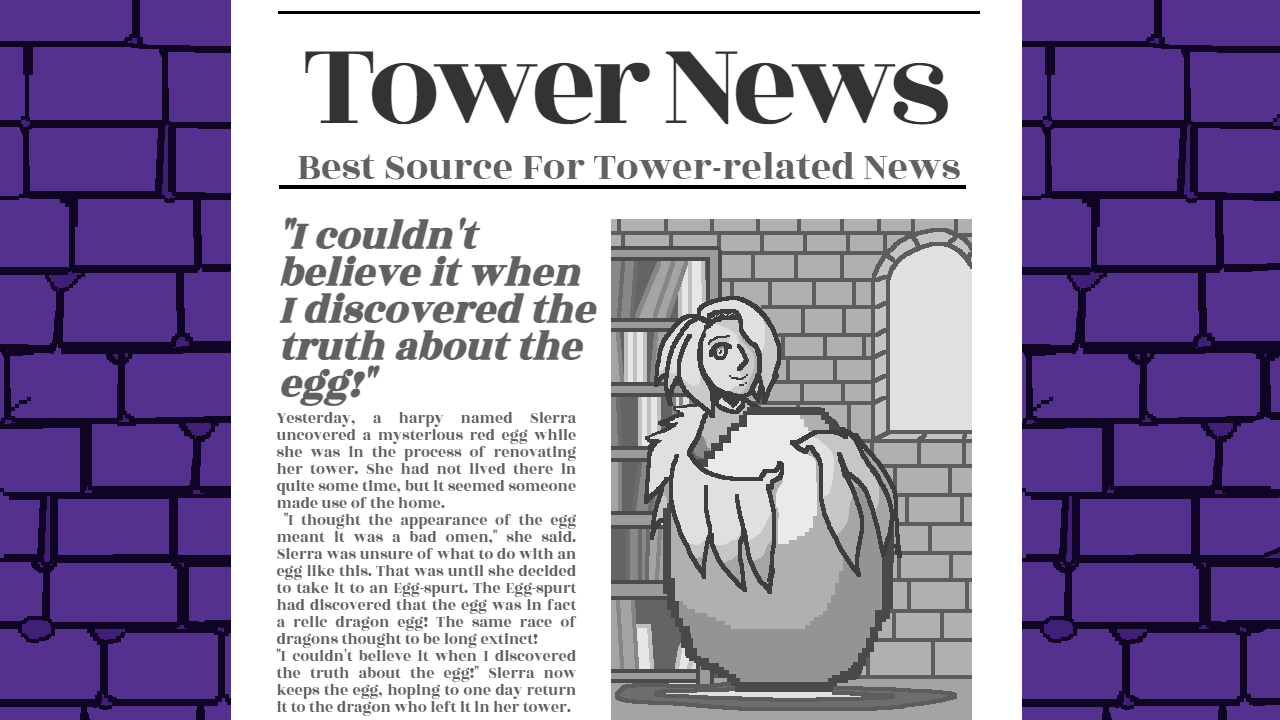 Tower News
Best Source For Tower-related News
"I couldn't
believe it when
I discovered the
truth about the
egg!"
Yesterday, a harpy named Sierra
uncovered a mysterious red egg while
she was in the process of renovating
her tower. She had not lived there in
quite some time, but it seemed someone
made use of the home.
"I thought the appearance of the egg
meant it was a bad omen," she said.
Sierra was unsure of what to do with an
egg like this. That was until she decided
to take it to an Egg-spurt. The Egg-spurt
had discovered that the egg was in fact
a relic dragon egg! The same race of
dragons thought to be long extinct!
"I couldn't believe it when I discovered
the truth about the egg!" Sierra now
keeps the egg, hoping to one day return
it to the dragon who left it in her tower.